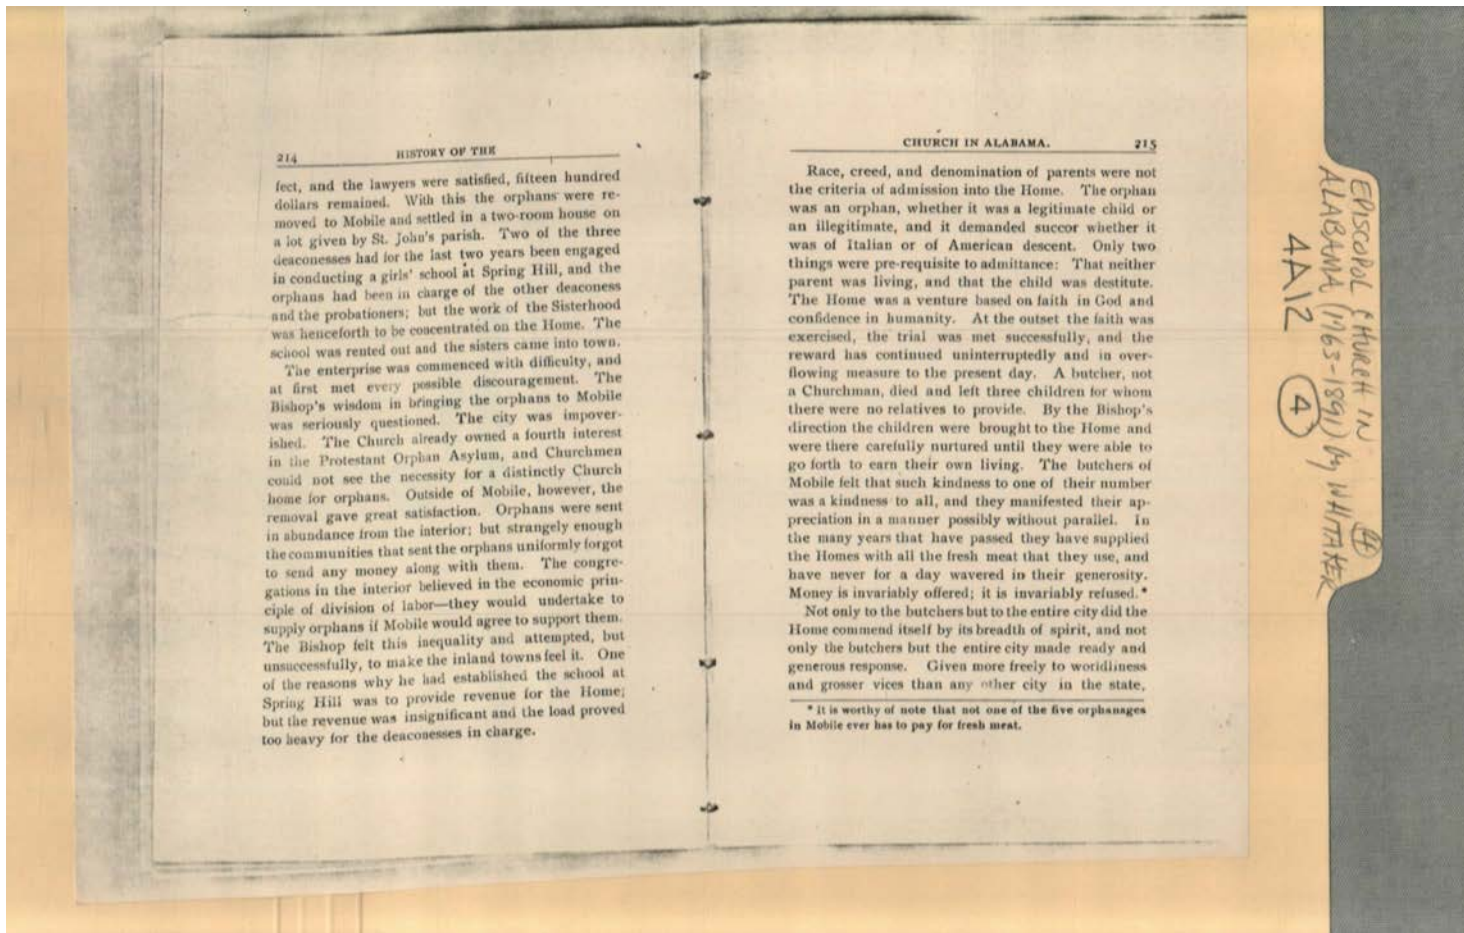 214 HISTORY OF THE
fect, and the lawyers were satisfied, fifteen hundred
dollars remained. With this the orphans were re-
moved to Mobile and settled in a two-room house on
a lot given by St. John's parish. Two of the three
deaconesses had for the last two years been engaged
in conducting a girls' school at Spring Hill, and the
orphans had been in charge of the other deaconess
and the probationers; but the work of the Sisterhood
was henceforth to be concentrated on the Home. The
school was rented out and the sisters came into town.
The enterprise was commenced with difficulty, and
at first met every possible discouragement. The
Bishop's wisdom in bringing the orphans to Mobile
was seriously questioned. The city was impover-
ished. The Church already owned a fourth interest
in the Protestant Orphan Asylum, and Churchmen
could not see the necessity for a distinctly Church
home for orphans. Outside of Mobile, however, the
removal gave great satisfaction. Orphans were sent
in abundance from the interior; but strangely enough
the communities that sent the orphans uniformly forgot
to send any money along with them. The congre-
gations in the interior believed in the economic prin-
ciple of division of labor—they would undertake to
supply orphans if Mobile would agree to support them.
The Bishop felt this inequality and attempted, but
unsuccessfully, to make the inland towns feel it. One
of the reasons why he had established the school at
Spring Hill was to provide revenue for the Home;
but the revenue was insignificant and the load proved
too heavy for the deaconesses in charge.
CHURCH IN ALABAMA. 215
Race, creed, and denomination of parents were not
the criteria of admission into the Home. The orphan
was an orphan, whether it was a legitimate child or
an illegitimate, and it demanded succor whether it
was of Italian or of American descent. Only two
things were pre-requisite to admittance: That neither
parent was living, and that the child was destitute.
The Home was a venture based on faith in God and
confidence in humanity. At the outset the faith was
exercised, the trial was met successfully, and the
reward has continued uninterruptedly and in over-
flowing measure to the present day. A butcher, not
a Churchman, died and left three children for whom
there were no relatives to provide. By the Bishop's
direction the children were brought to the Home and
were there carefully nurtured until they were able to
go forth to earn their own living. The butchers of
Mobile felt that such kindness to one of their number
was a kindness to all, and they manifested their ap-
preciation in a manner possibly without parallel. In
the many years that have passed they have supplied
the Homes with all the fresh meat that they use, and
have never for a day wavered in their generosity.
Money is invariably offered; it is invariably refused.*
Not only to the butchers but to the entire city did the
Home commend itself by its breadth of spirit, and not
only the butchers but the entire city made ready and
generous response. Given more freely to worldliness
and grosser vices than any other city in the state,
* It is worthy of note that not one of the five orphanages
in Mobile ever has to pay for fresh meat.
EPISCOPOL CHURCH IN (4)
ALABAMA (1763-1891) by WHITAKER
4A12 (4)